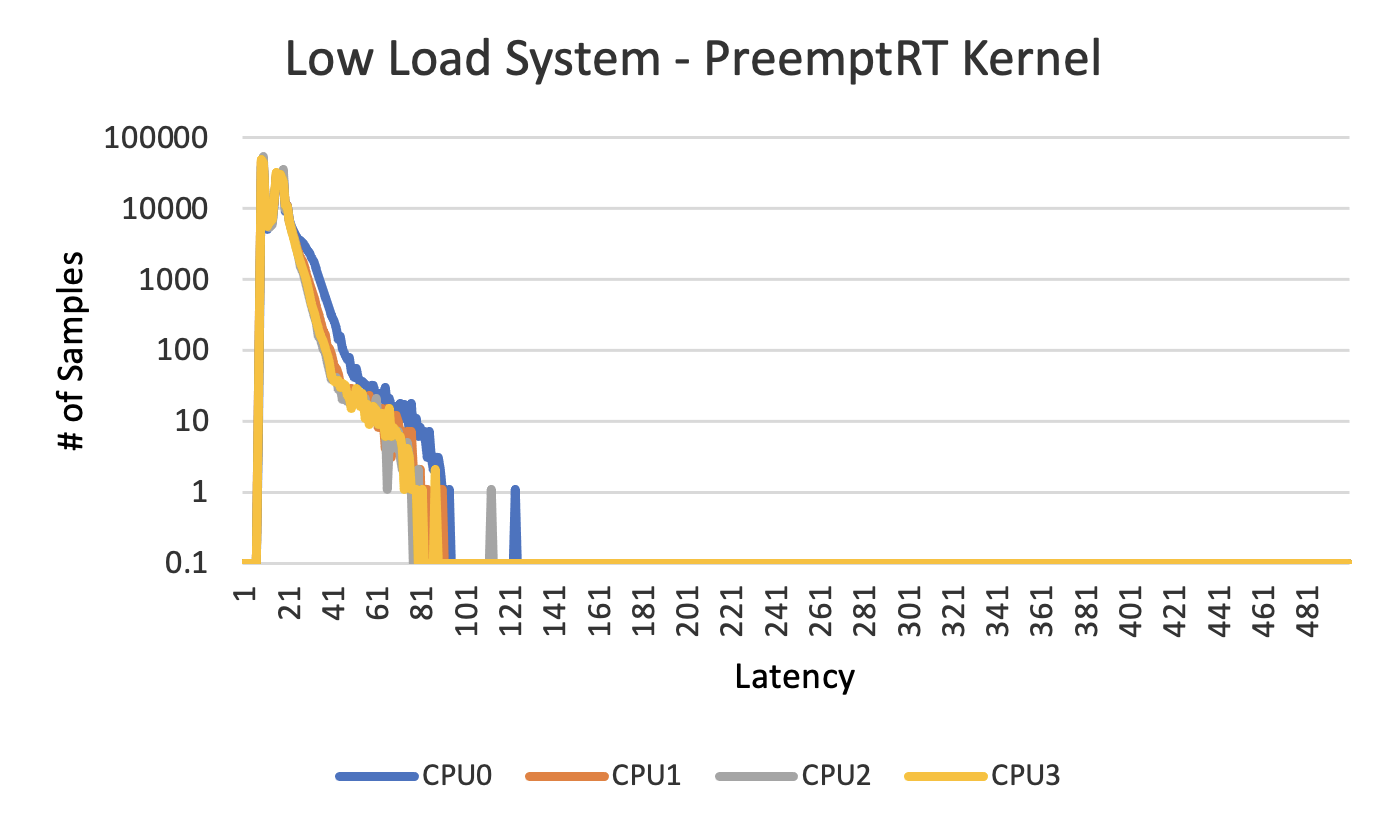 Low Load System - PreemptRT Kernel
100000
10000
1000
100
10
1
0.1
# of Samples
1 21 41 61 81 101 121 141 161 181 201 221 241 261 281 301 321 341 361 381 401 421 441 461 481
Latency
CPU0 CPU1 CPU2 CPU3